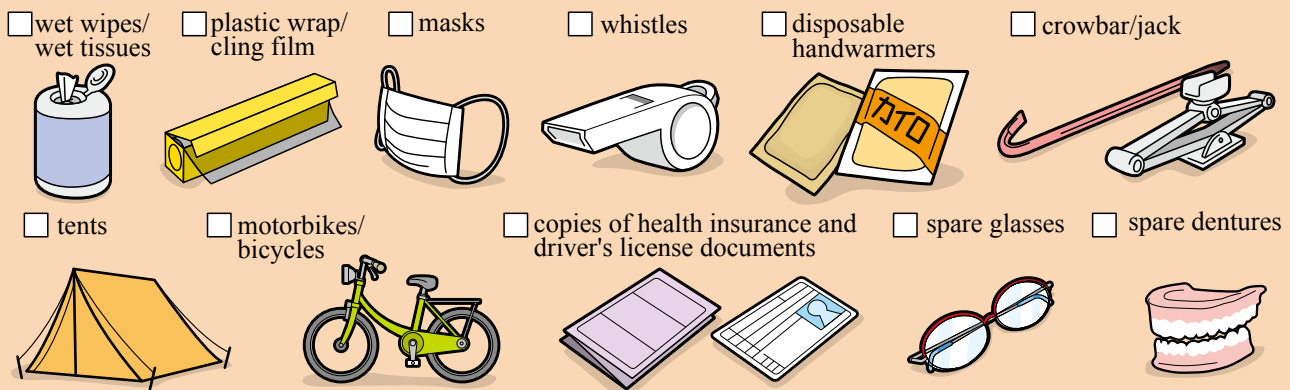 wet wipes/
wet tissues
plastic wrap/
cling film
masks
whistles
disposable
handwarmers
crowbar/jack
カイロ
tents
motorbikes/
bicycles
copies of health insurance and
driver's license documents
spare glasses
spare dentures